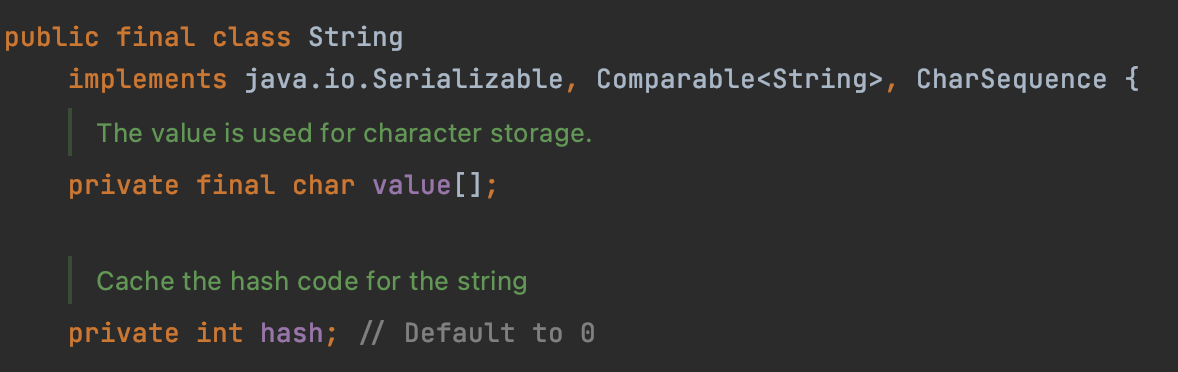 public final class String
implements java.io.Serializable, Comparable<String>, CharSequence {
The value is used for character storage.
private final char value[];
Cache the hash code for the string
private int hash; // Default to 0